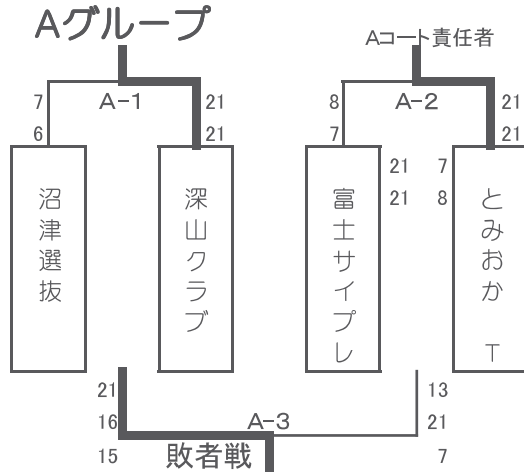 Aグループ
Aコート責任者
7 A-1 21 8 A-2 21
6 21 7 21
21 7
21 8
沼津選抜
深山クラブ
富士サイプレ
とみおか T
21 13
16 A-3 21
15 敗者戦 7